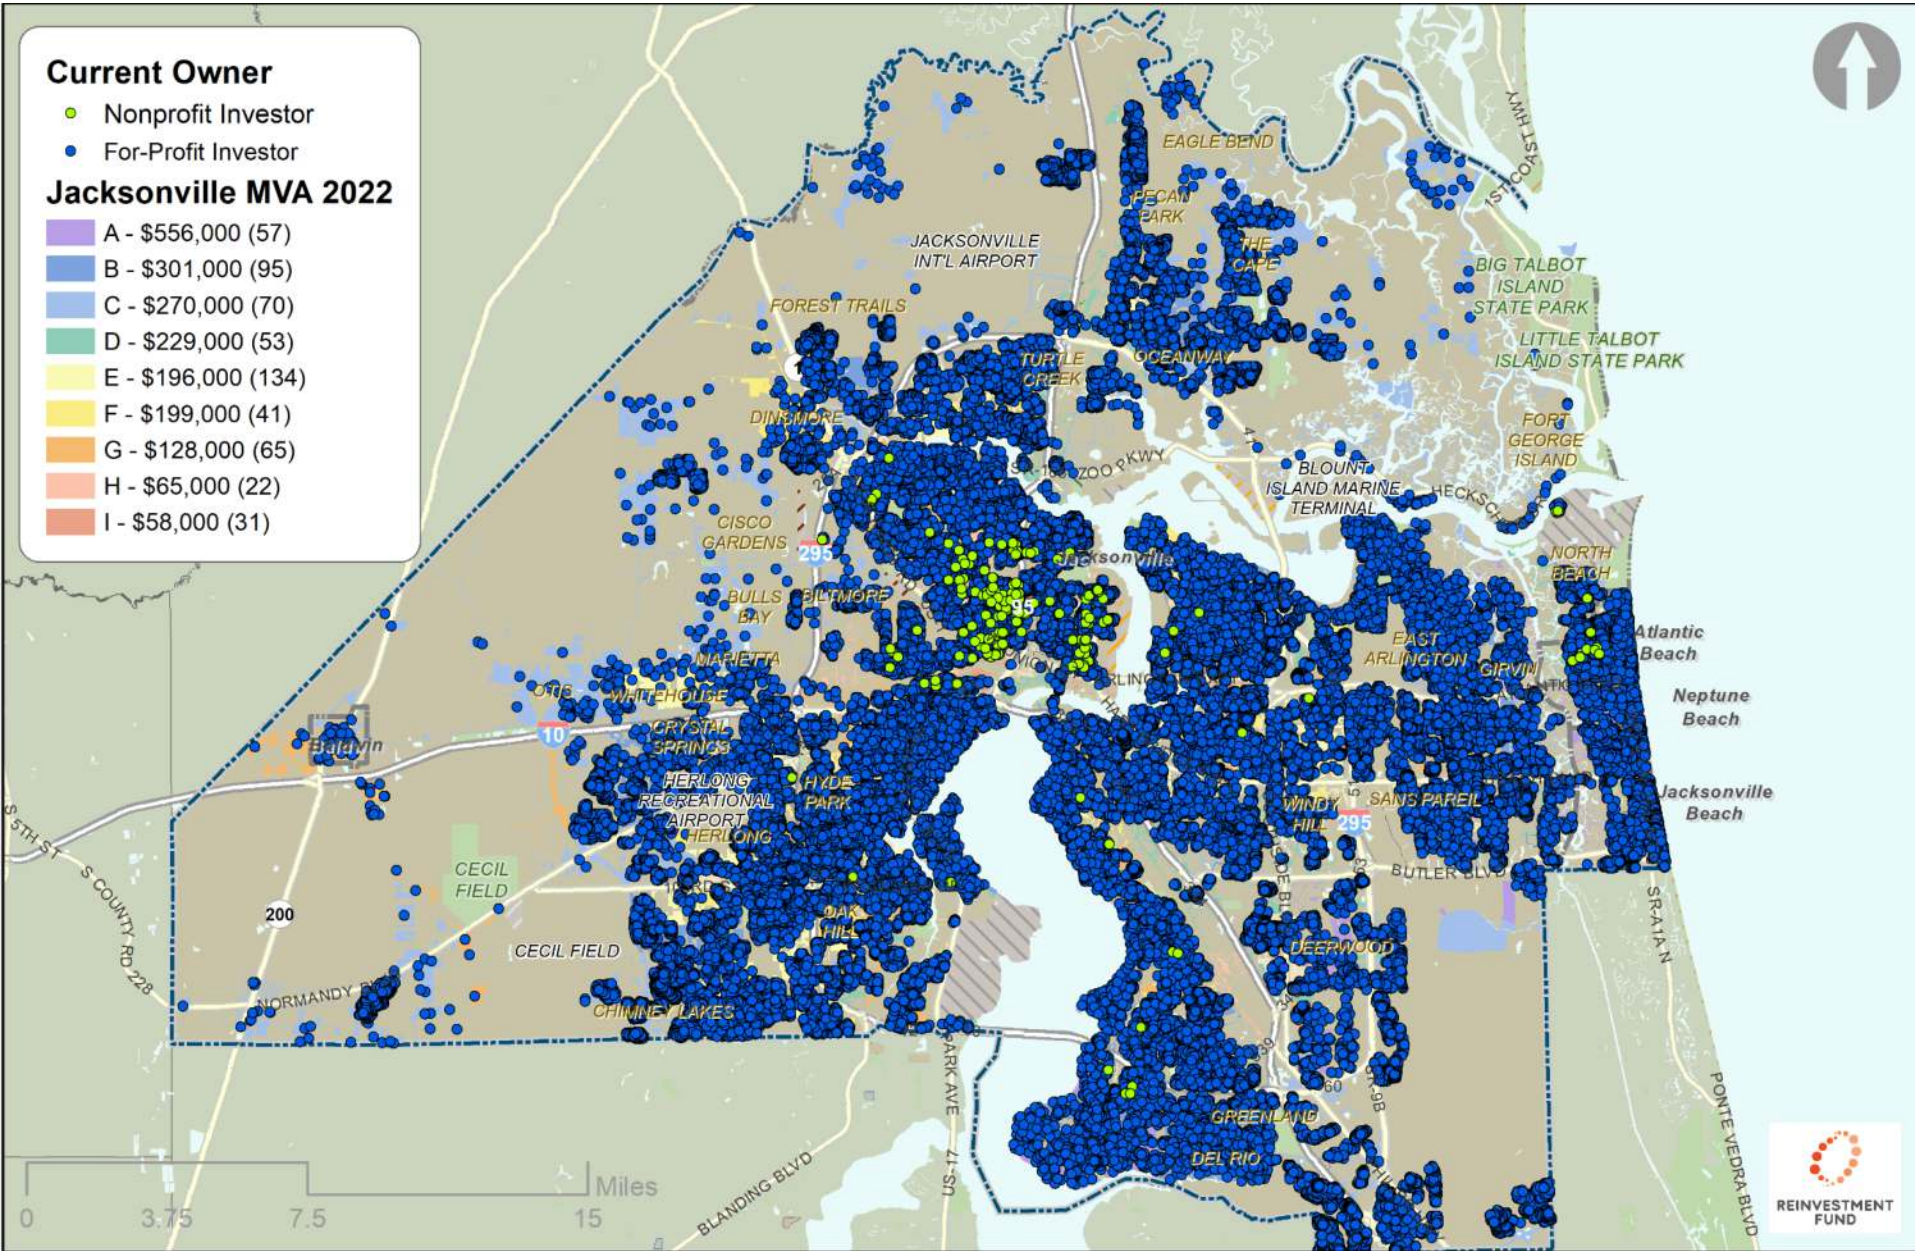 Current Owner
Nonprofit Investor
For-Profit Investor
Jacksonville MVA 2022
A - $556,000 (57)
B - $301,000 (95)
C - $270,000 (70)
D - $229,000 (53)
E - $196,000 (134)
F - $199,000 (41)
G - $128,000 (65)
H - $65,000 (22)
I - $58,000 (31)
1ST COAST HWY
EAGLE BEND
PECAN
PARK
THE
CAPE
JACKSONVILLE
INT'L AIRPORT
BIG TALBOT
ISLAND
STATE PARK
FOREST TRAILS
LITTLE TALBOT
ISLAND STATE PARK
TURTLE
CREEK
OCEANWAY
DINSMORE
FORT
GEORGE
ISLAND
ZOO PKWY
BLOUNT
ISLAND MARINE
TERMINAL
CISCO
GARDENS
295
Jacksonville
NORTH
BEACH
BULLS
BAY
BILTMORE
95
EAST
ARLINGTON
GIRVIN
Atlantic
Beach
MARIETTA
OTIS
WHITEHOUSE
Neptune
Beach
10
CRYSTAL
SPRINGS
Baldwin
HERLONG
RECREATIONAL
AIRPORT
HERLONG
HYDE
PARK
WINDY
HILL
SANS PAREIL
295
Jacksonville
Beach
S 5TH ST
S COUNTY RD 228
CECIL
FIELD
BUTLER BLVD
200
OAK
HILL
CECIL FIELD
DEERWOOD
SR-A1A N
NORMANDY
CHIMNEY LAKES
PARK AVE
SR-9B
GREENLAND
DEL RIO
US-17
BLANDING BLVD
PONTE VEDRA BLVD
Miles
0 3.75 7.5 15
REINVESTMENT
FUND